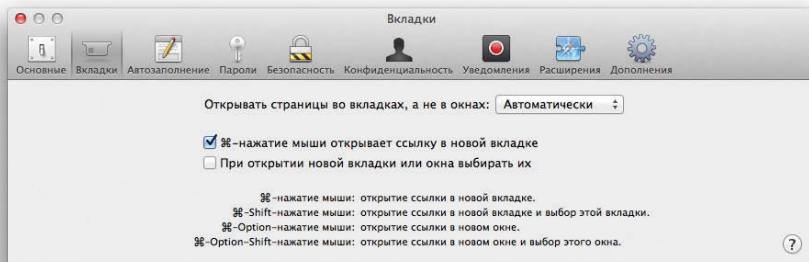 Вкладки
Основные Вкладки Автозаполнение Пароли Безопасность Конфиденциальность Уведомления Расширения Дополнения
Открывать страницы во вкладках, а не в окнах: Автоматически
⌘-нажатие мыши открывает ссылку в новой вкладке
При открытии новой вкладки или окна выбирать их
⌘-нажатие мыши: открытие ссылки в новой вкладке.
⌘-Shift-нажатие мыши: открытие ссылки в новой вкладке и выбор этой вкладки.
⌘-Option-нажатие мыши: открытие ссылки в новом окне.
⌘-Option-Shift-нажатие мыши: открытие ссылки в новом окне и выбор этого окна.
?